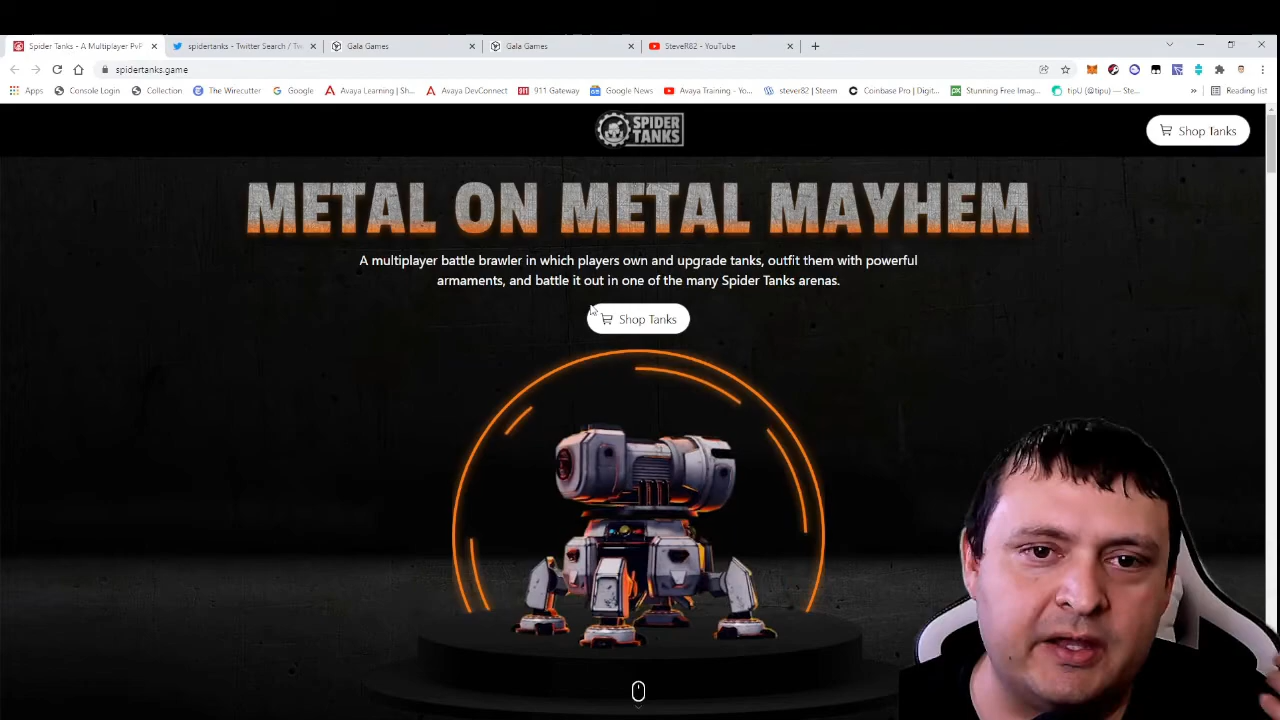 Spider Tanks - A Multiplayer PvP
spidertanks - Twitter Search / Tw
Gala Games
Gala Games
SteveR82 - YouTube
spidertanks.game
Apps
Console Login
Collection
The Wirecutter
Google
Avaya Learning | Sh...
Avaya DevConnect
911 Gateway
Google News
Avaya Training - Yo...
stever82 | Steem
Coinbase Pro | Digit...
Stunning Free Imag...
tipU (@tipu) — Ste...
»
Reading list
SPIDER
TANKS
Shop Tanks
METAL ON METAL MAYHEM
A multiplayer battle brawler in which players own and upgrade tanks, outfit them with powerful
armaments, and battle it out in one of the many Spider Tanks arenas.
Shop Tanks